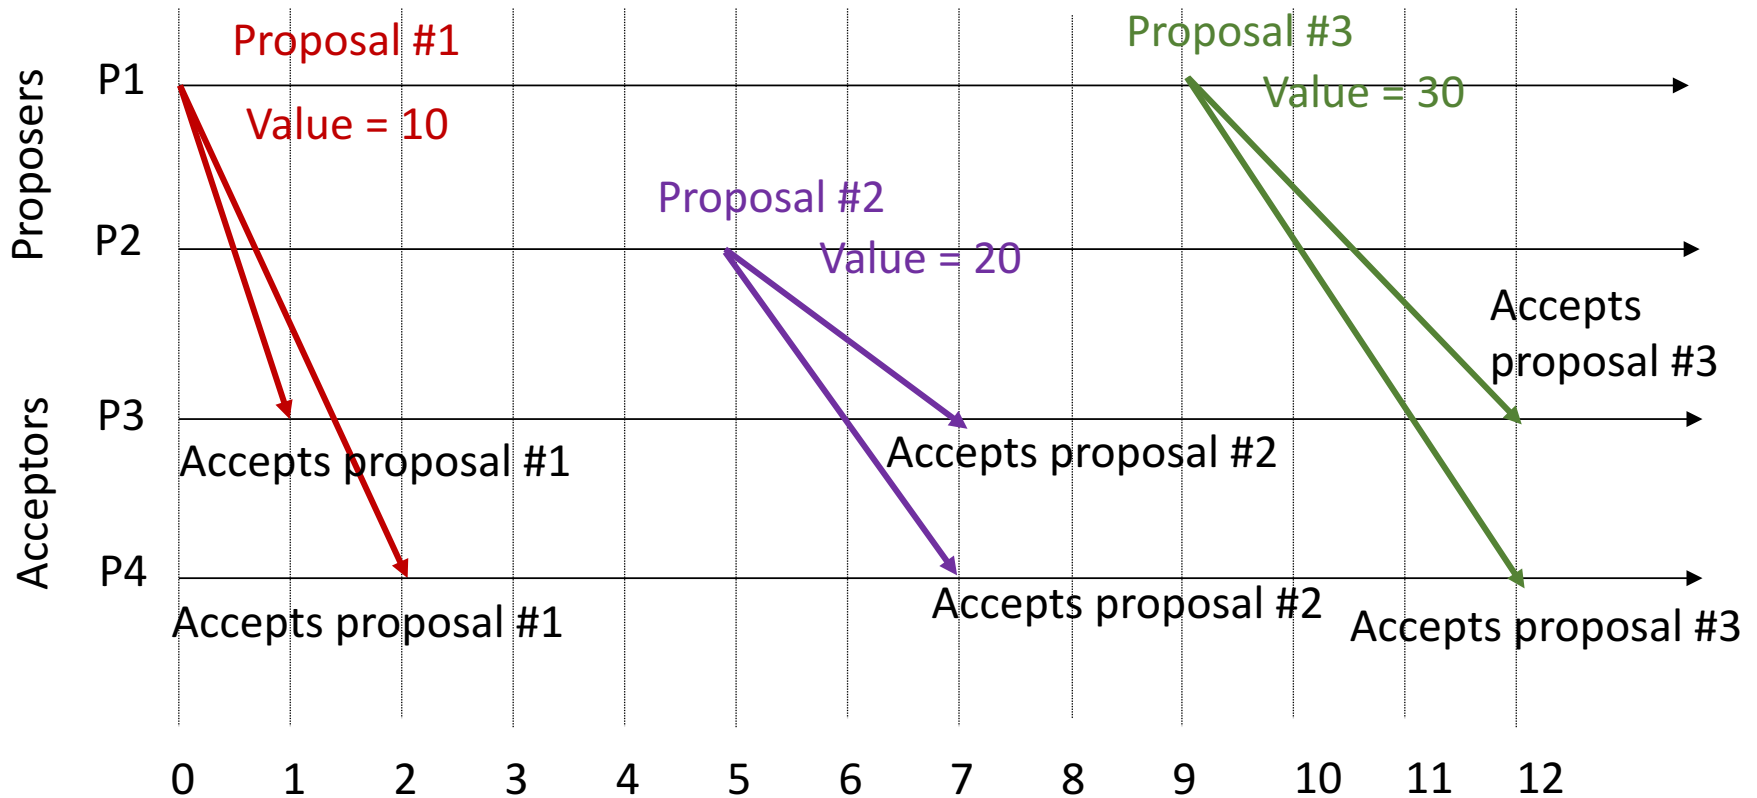 Proposers
Acceptors
Proposal #1
Value = 10
Proposal #2
Value = 20
Proposal #3
Value = 30
P1
P2
P3
P4
Accepts proposal #1
Accepts proposal #1
Accepts proposal #2
Accepts proposal #2
Accepts
proposal #3
Accepts proposal #3
0 1 2 3 4 5 6 7 8 9 10 11 12